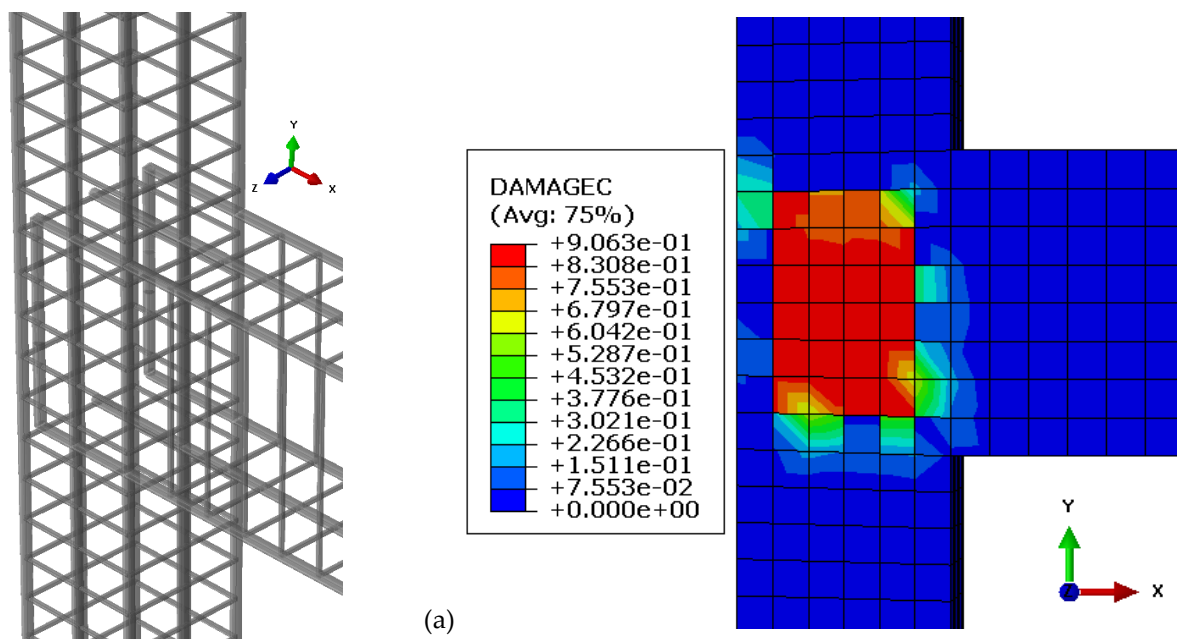 Y
Z
X
DAMAGEC
(Avg: 75%)
+9.063e-01
+8.308e-01
+7.553e-01
+6.797e-01
+6.042e-01
+5.287e-01
+4.532e-01
+3.776e-01
+3.021e-01
+2.266e-01
+1.511e-01
+7.553e-02
+0.000e+00
Y
Z
X
(a)